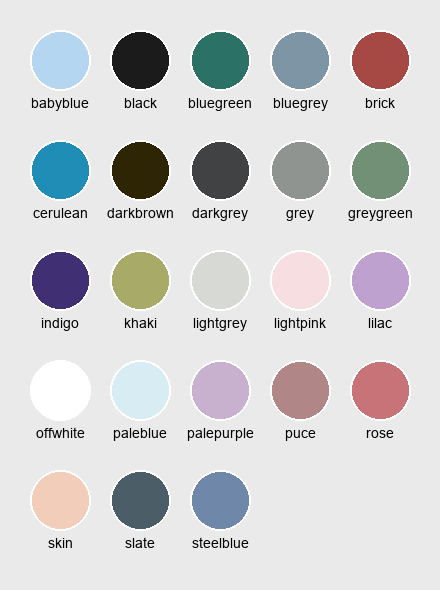 babyblue black bluegreen bluegrey brick
cerulean darkbrown darkgrey grey greygreen
indigo khaki lightgrey lightpink lilac
offwhite paleblue palepurple puce rose
skin slate steelblue